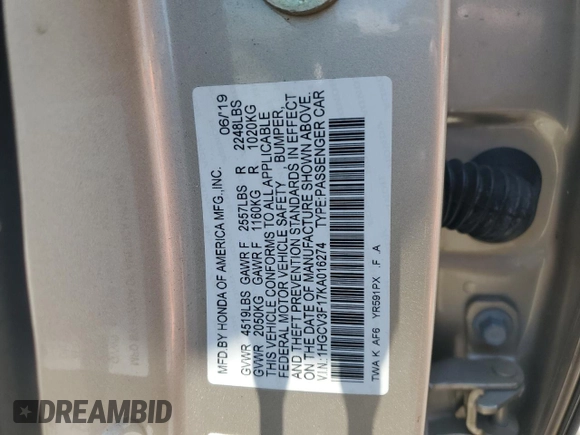 MFD.BY HONDA OF AMERICA MFG.,INC. 06/'19
GVWR 4519LBS GAWR F 2557LBS R 2248LBS
GVWR 2050KG GAWR F 1160KG R 1020KG
THIS VEHICLE CONFORMS TO ALL APPLICABLE
FEDERAL MOTOR VEHICLE SAFETY , BUMPER,
AND THEFT PREVENTION STANDARDS IN EFFECT
ON THE DATE OF MANUFACTURE SHOWN ABOVE.
V.I.N.:1HGCV3F17KA016274 TYPE:PASSENGER CAR
TWA K AF6 YR591PX .F .A
DREAMBID